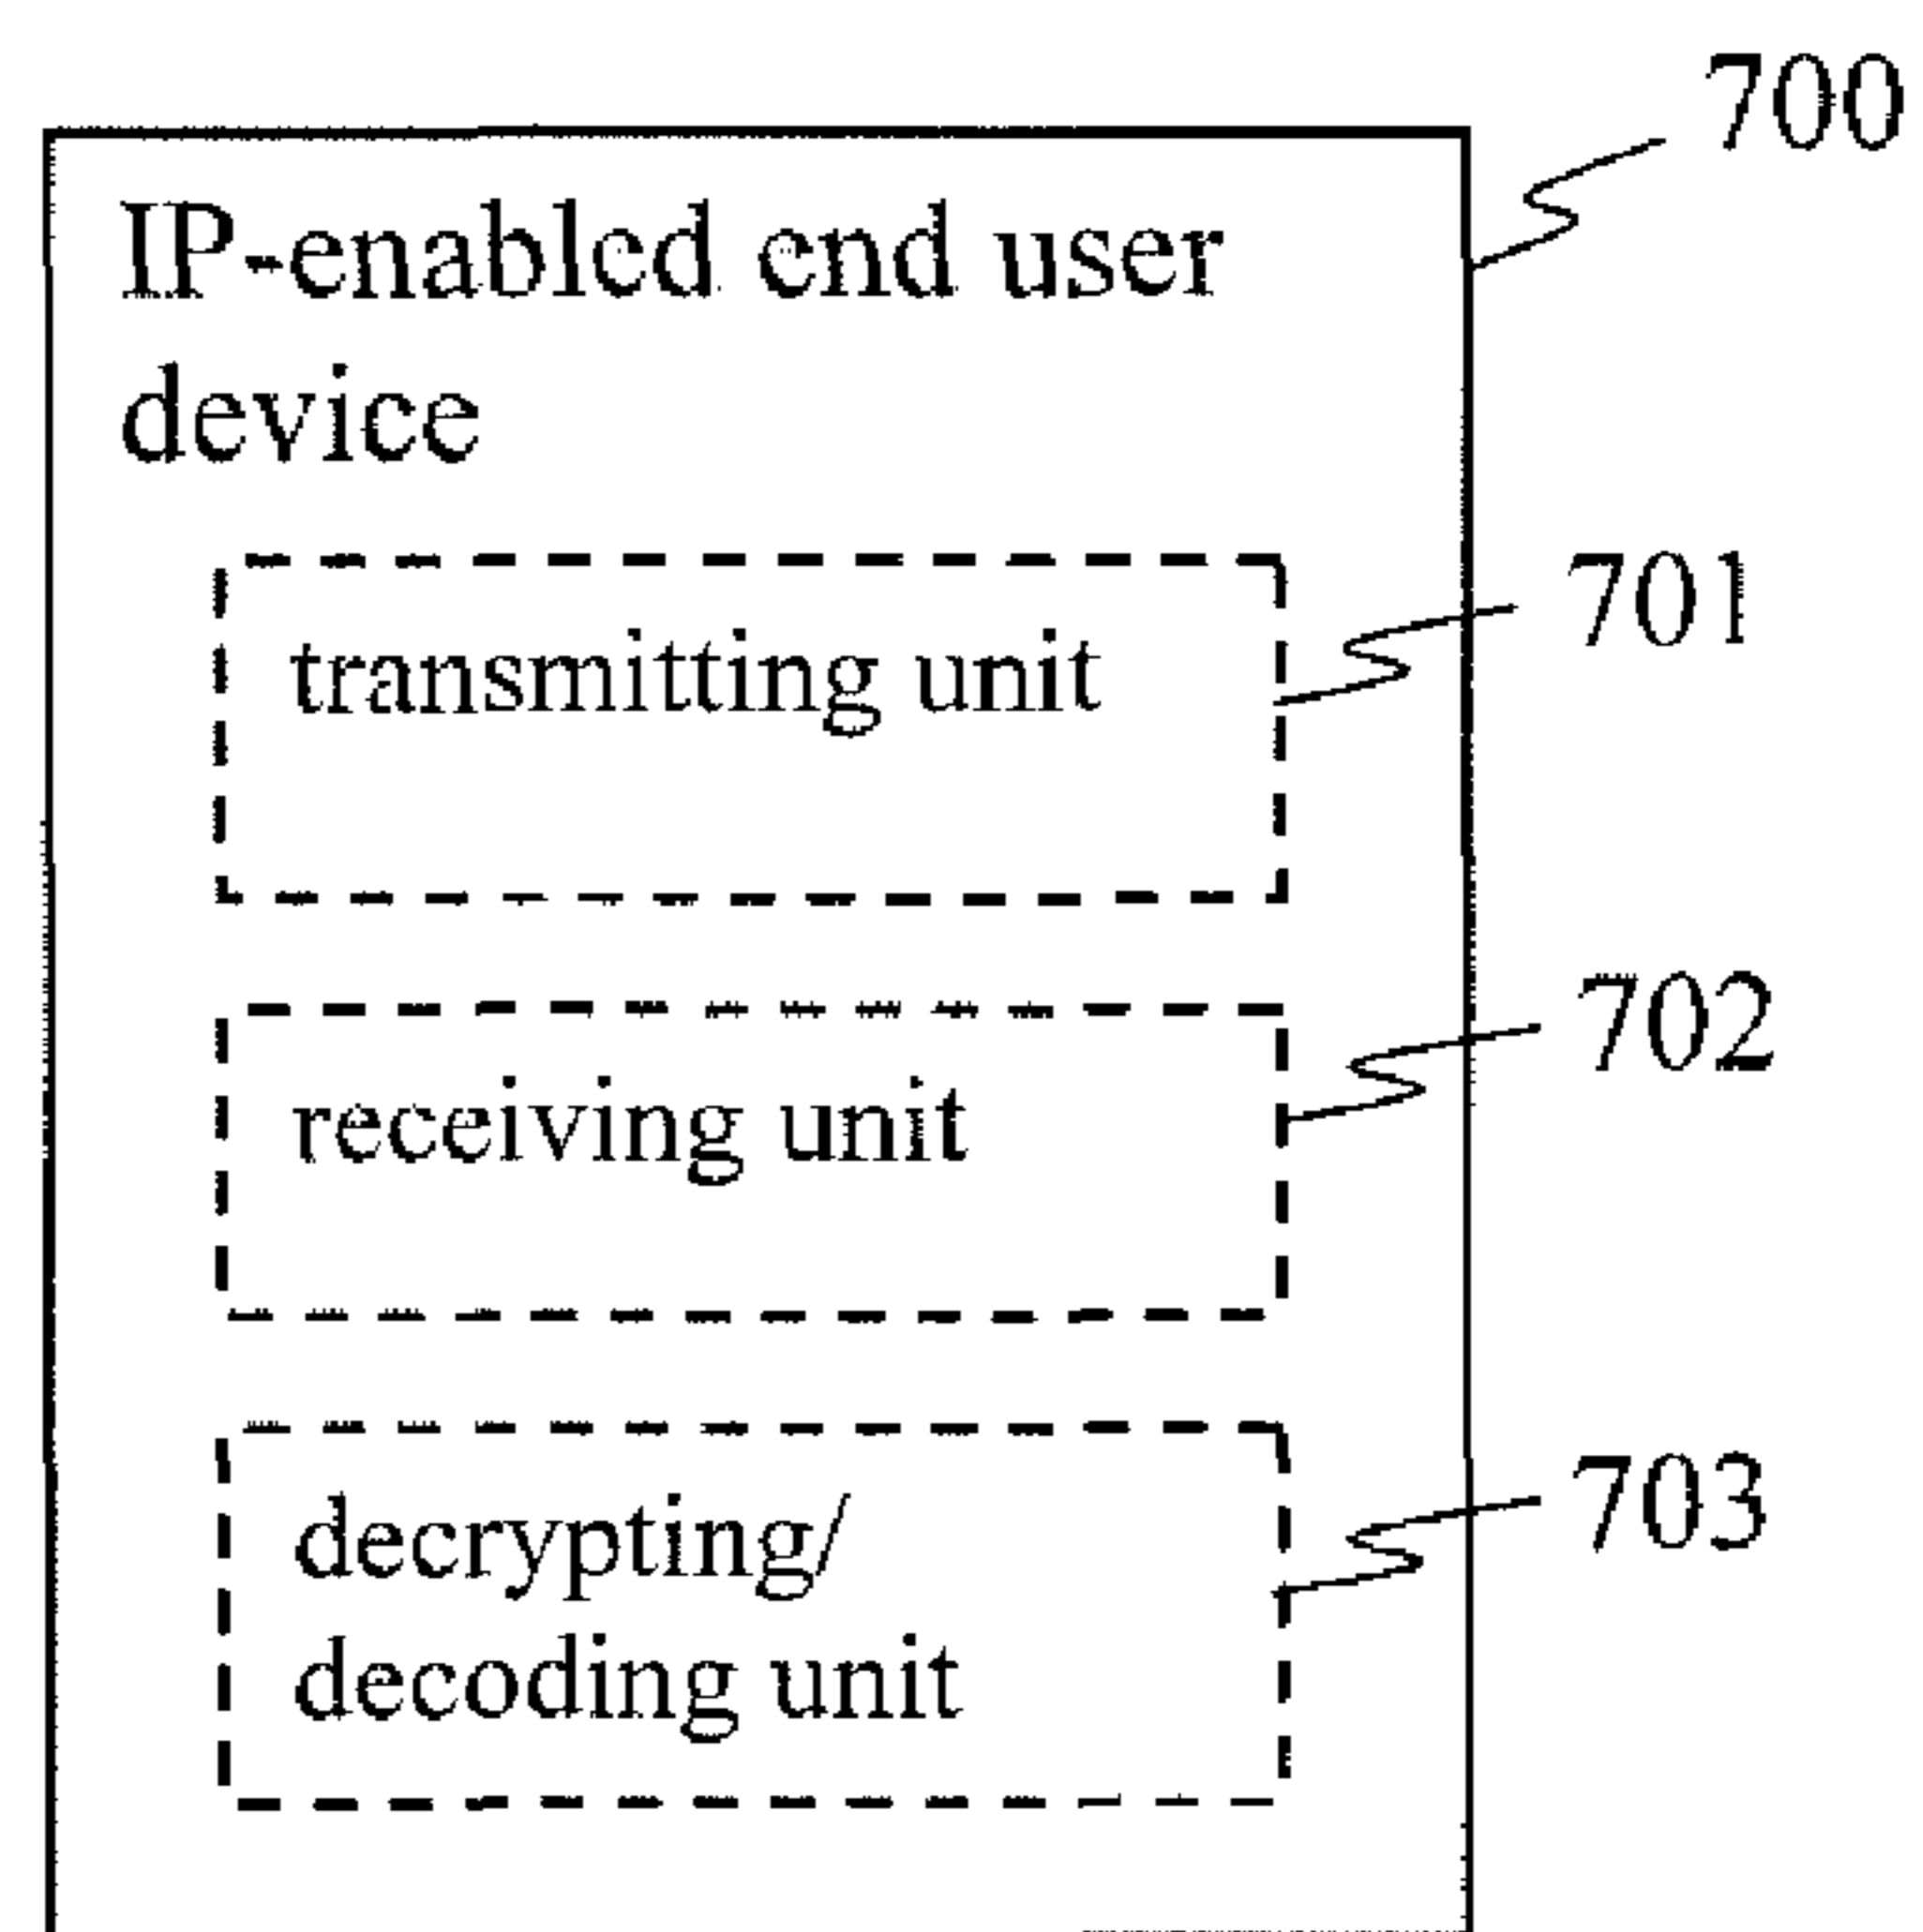 700
IP-enabled end user
device
701
transmitting unit
702
receiving unit
703
decrypting/
decoding unit